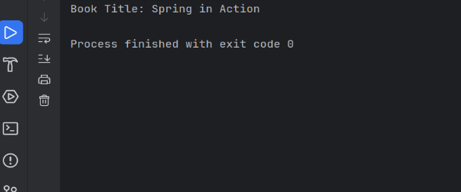 Book Title: Spring in Action
Process finished with exit code 0